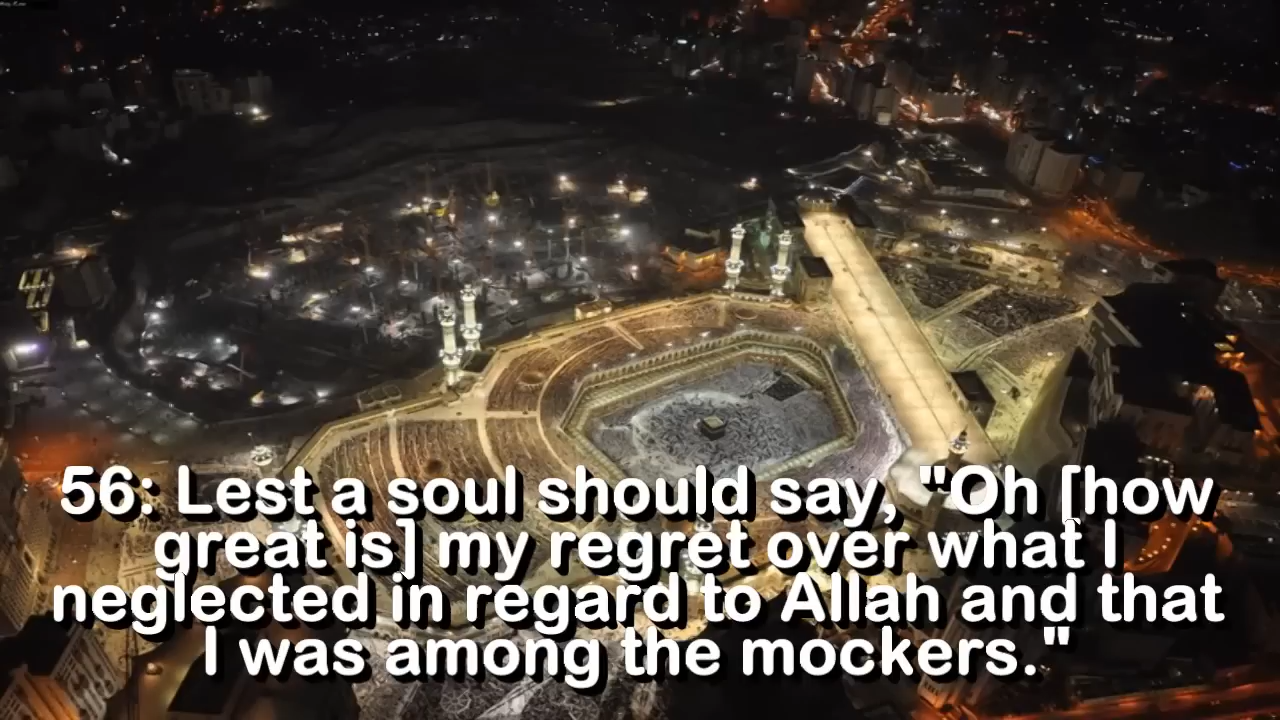 56: Lest a soul should say, "Oh [how
great is] my regret over what I
neglected in regard to Allah and that
I was among the mockers."